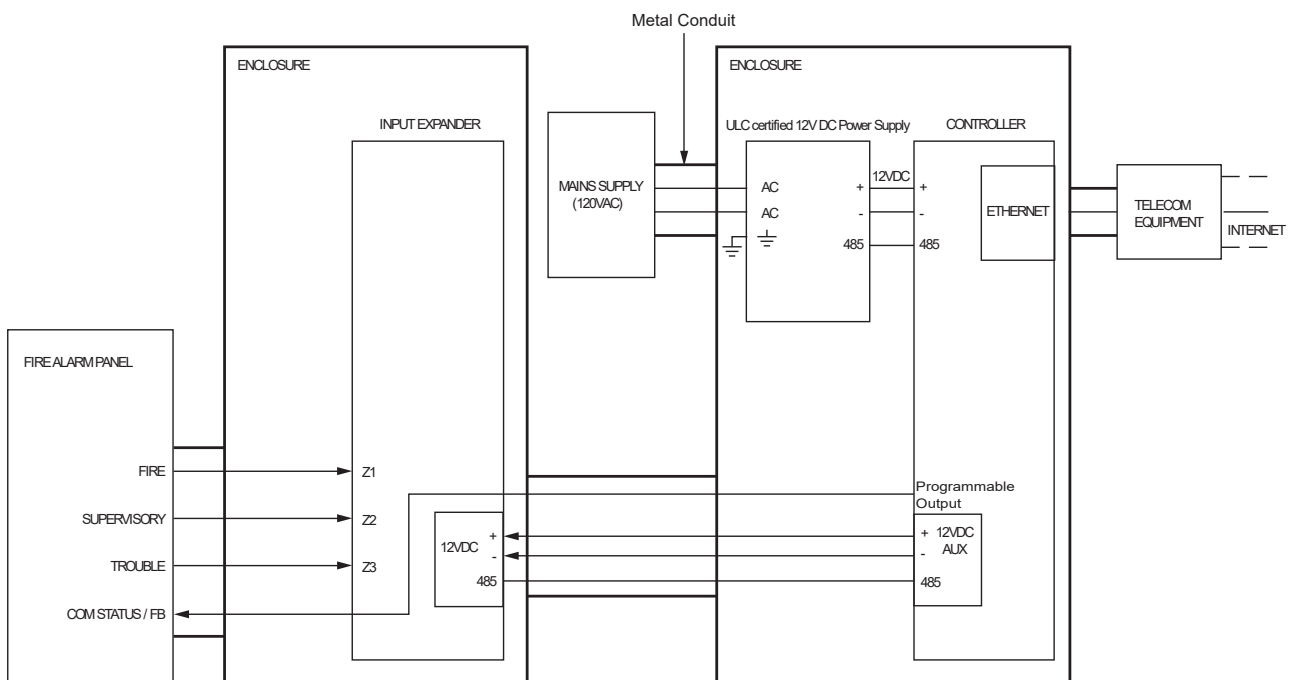 Metal Conduit
ENCLOSURE
ENCLOSURE
INPUT EXPANDER
ULC certified 12V DC Power Supply
CONTROLLER
MAINS SUPPLY
(120VAC)
AC
AC
+
-
485
12VDC
+
-
485
ETHERNET
TELECOM
EQUIPMENT
INTERNET
FIRE ALARM PANEL
FIRE
SUPERVISORY
TROUBLE
COM STATUS / FB
Z1
Z2
Z3
12VDC
+
-
485
Programmable
Output
+ 12VDC
- AUX
485